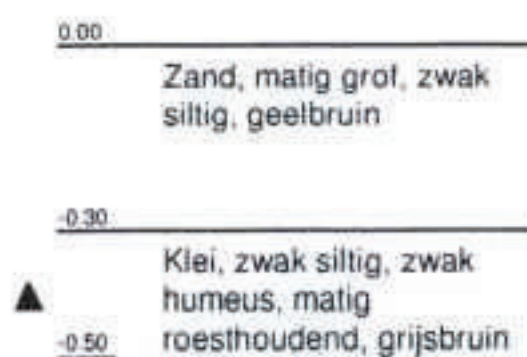 0.00
Zand, matig grof, zwak
siltig, geelbruin
-0.30
Klei, zwak siltig, zwak
humeus, matig
roesthoudend, grijsbruin
-0.50